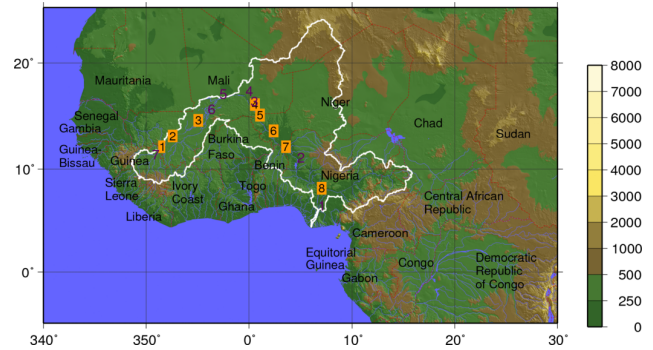 20°
10°
0°
340
350°
0°
10°
20°
30°
Mauritania
Mali
Niger
Chad
Sudan
Senegal
Gambia
Guinea-
Bissau
Guinea
Sierra
Leone
Liberia
Ivory
Coast
Burkina
Faso
Ghana
Togo
Benin
Nigeria
Cameroon
Equitorial
Guinea
Gabon
Congo
Central African
Republic
Democratic
Republic
of Congo
1
2
3
4
5
6
7
8
7
6
5
4
2
8000
7000
6000
5000
4000
3000
2000
1000
500
250
0